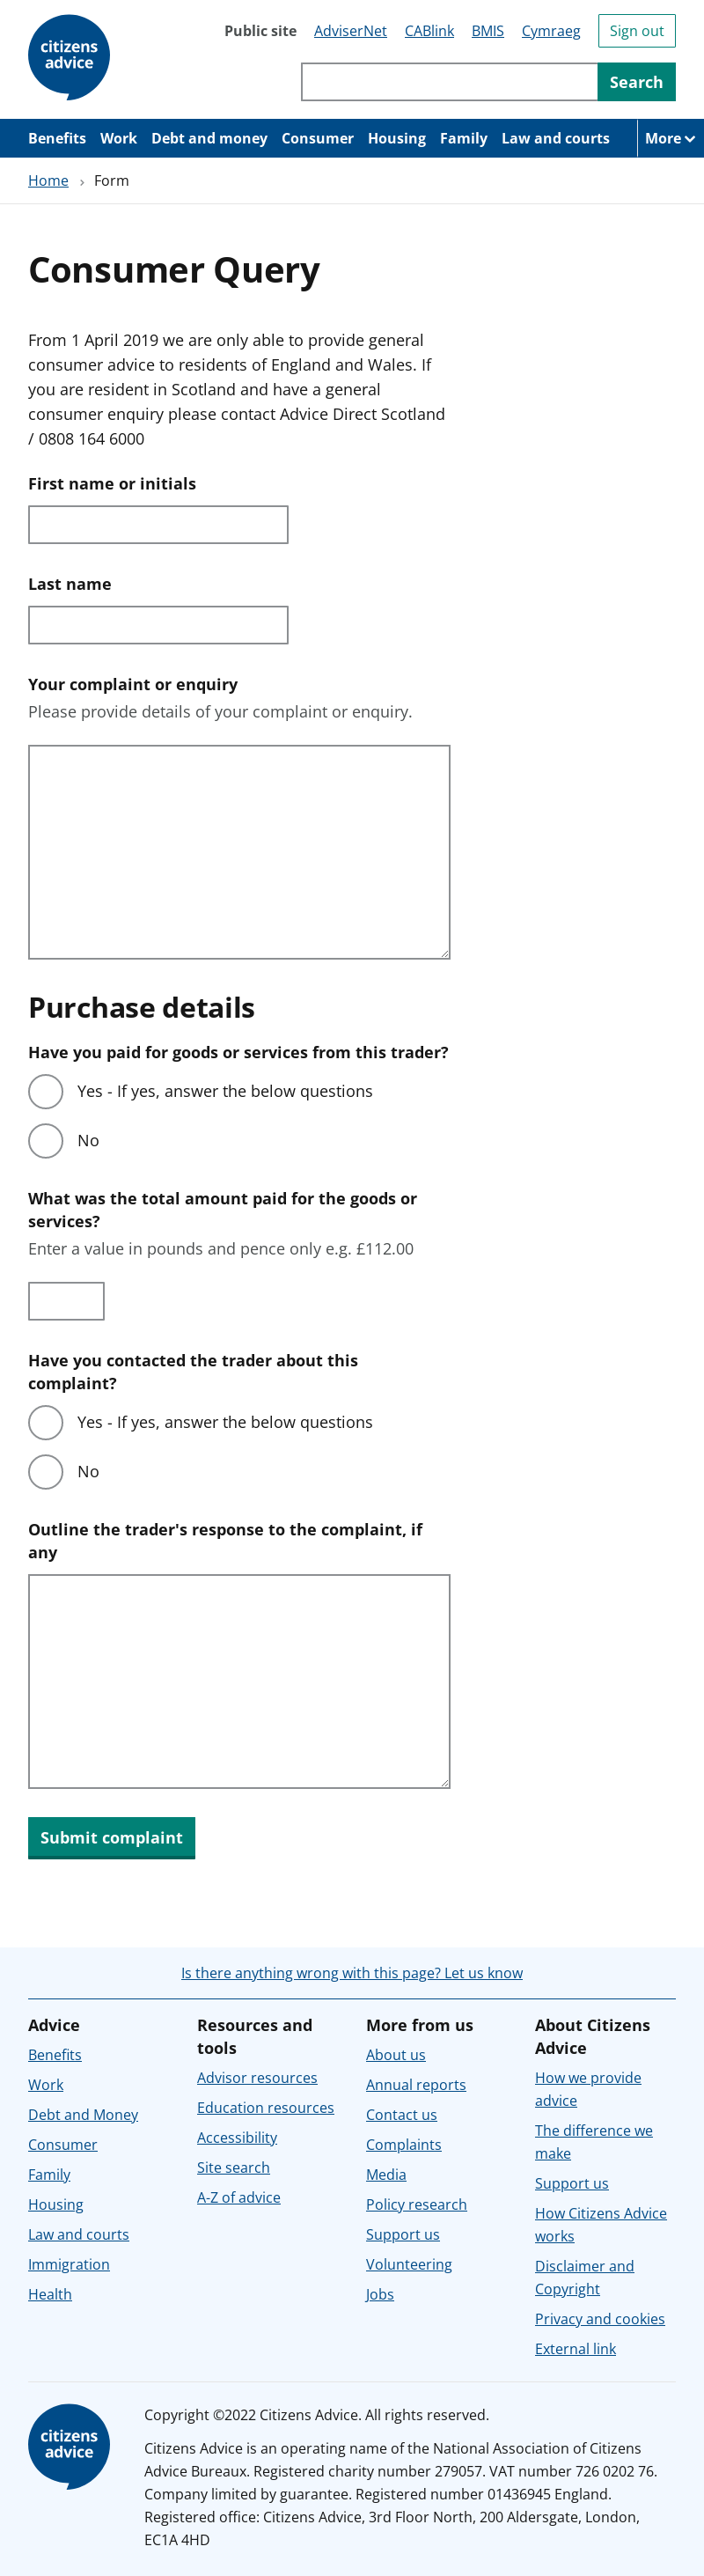 citizens
advice
Public site AdviserNet CABlink BMIS Cymraeg Sign out
Search
Benefits Work Debt and money Consumer Housing Family Law and courts More
Home › Form
Consumer Query
From 1 April 2019 we are only able to provide general
consumer advice to residents of England and Wales. If
you are resident in Scotland and have a general
consumer enquiry please contact Advice Direct Scotland
/ 0808 164 6000
First name or initials
Last name
Your complaint or enquiry
Please provide details of your complaint or enquiry.
Purchase details
Have you paid for goods or services from this trader?
Yes - If yes, answer the below questions
No
What was the total amount paid for the goods or
services?
Enter a value in pounds and pence only e.g. £112.00
Have you contacted the trader about this
complaint?
Yes - If yes, answer the below questions
No
Outline the trader's response to the complaint, if
any
Submit complaint
Is there anything wrong with this page? Let us know
Advice
Benefits
Work
Debt and Money
Consumer
Family
Housing
Law and courts
Immigration
Health
Resources and
tools
Advisor resources
Education resources
Accessibility
Site search
A-Z of advice
More from us
About us
Annual reports
Contact us
Complaints
Media
Policy research
Support us
Volunteering
Jobs
About Citizens
Advice
How we provide
advice
The difference we
make
Support us
How Citizens Advice
works
Disclaimer and
Copyright
Privacy and cookies
External link
citizens
advice
Copyright ©2022 Citizens Advice. All rights reserved.
Citizens Advice is an operating name of the National Association of Citizens
Advice Bureaux. Registered charity number 279057. VAT number 726 0202 76.
Company limited by guarantee. Registered number 01436945 England.
Registered office: Citizens Advice, 3rd Floor North, 200 Aldersgate, London,
EC1A 4HD